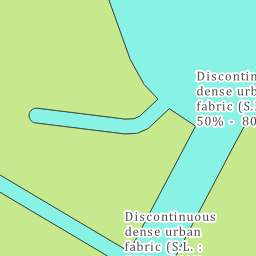 Discontin
dense urb
fabric (S.L
50% - 80
Discontinuous
dense urban
fabric (S.L. :